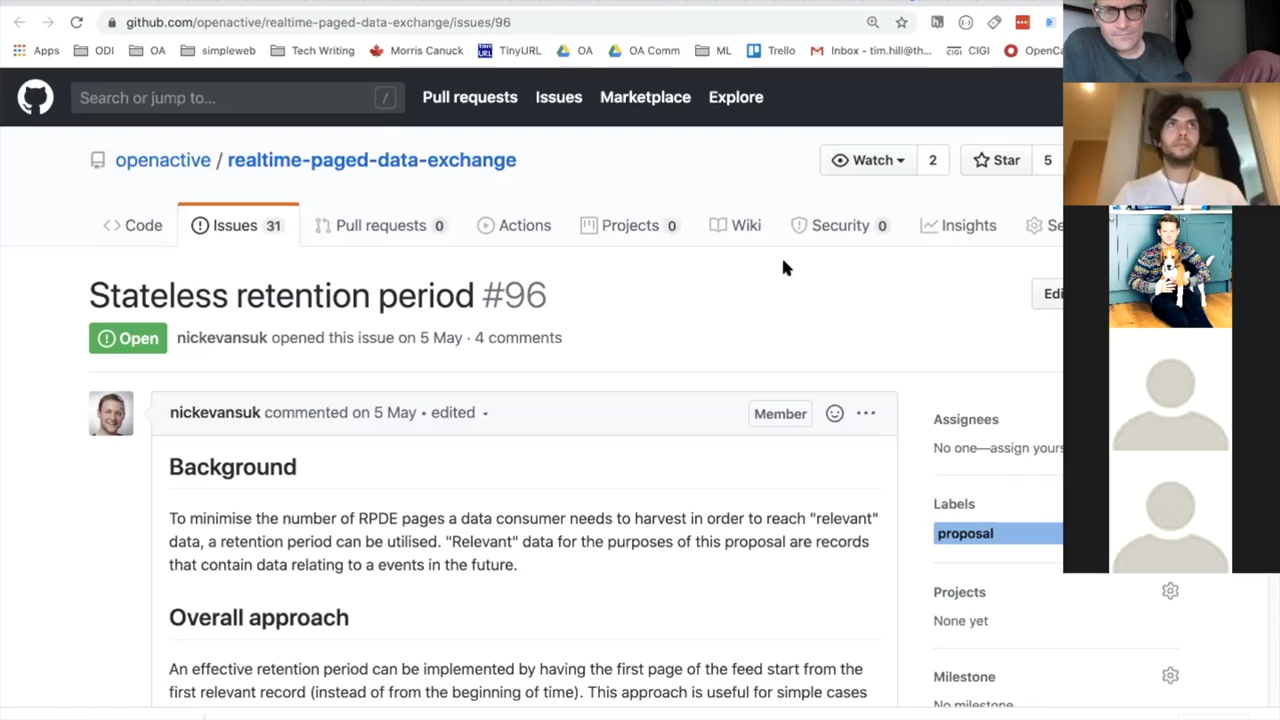 github.com/openactive/realtime-paged-data-exchange/issues/96
Apps ODI OA simpleweb Tech Writing Morris Canuck TinyURL OA OA Comm ML Trello Inbox - tim.hill@th... CIGI OpenCa
Search or jump to... /
Pull requests Issues Marketplace Explore
openactive / realtime-paged-data-exchange
Watch 2 Star 5
Code Issues 31 Pull requests 0 Actions Projects 0 Wiki Security 0 Insights Se
Stateless retention period #96
Edi
Open nickevansuk opened this issue on 5 May · 4 comments
nickevansuk commented on 5 May • edited
Member
Background
To minimise the number of RPDE pages a data consumer needs to harvest in order to reach "relevant"
data, a retention period can be utilised. "Relevant" data for the purposes of this proposal are records
that contain data relating to a events in the future.
Overall approach
An effective retention period can be implemented by having the first page of the feed start from the
first relevant record (instead of from the beginning of time). This approach is useful for simple cases
Assignees
No one—assign yours
Labels
proposal
Projects
None yet
Milestone
No milestone